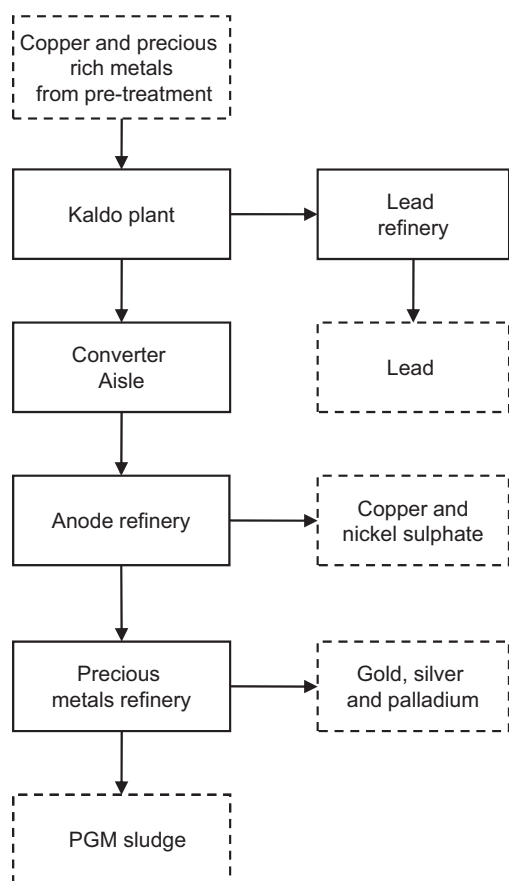 Copper and precious
rich metals
from pre-treatment
Kaldo plant
Lead
refinery
Converter
Aisle
Lead
Anode refinery
Copper and
nickel sulphate
Precious
metals refinery
Gold, silver
and palladium
PGM sludge